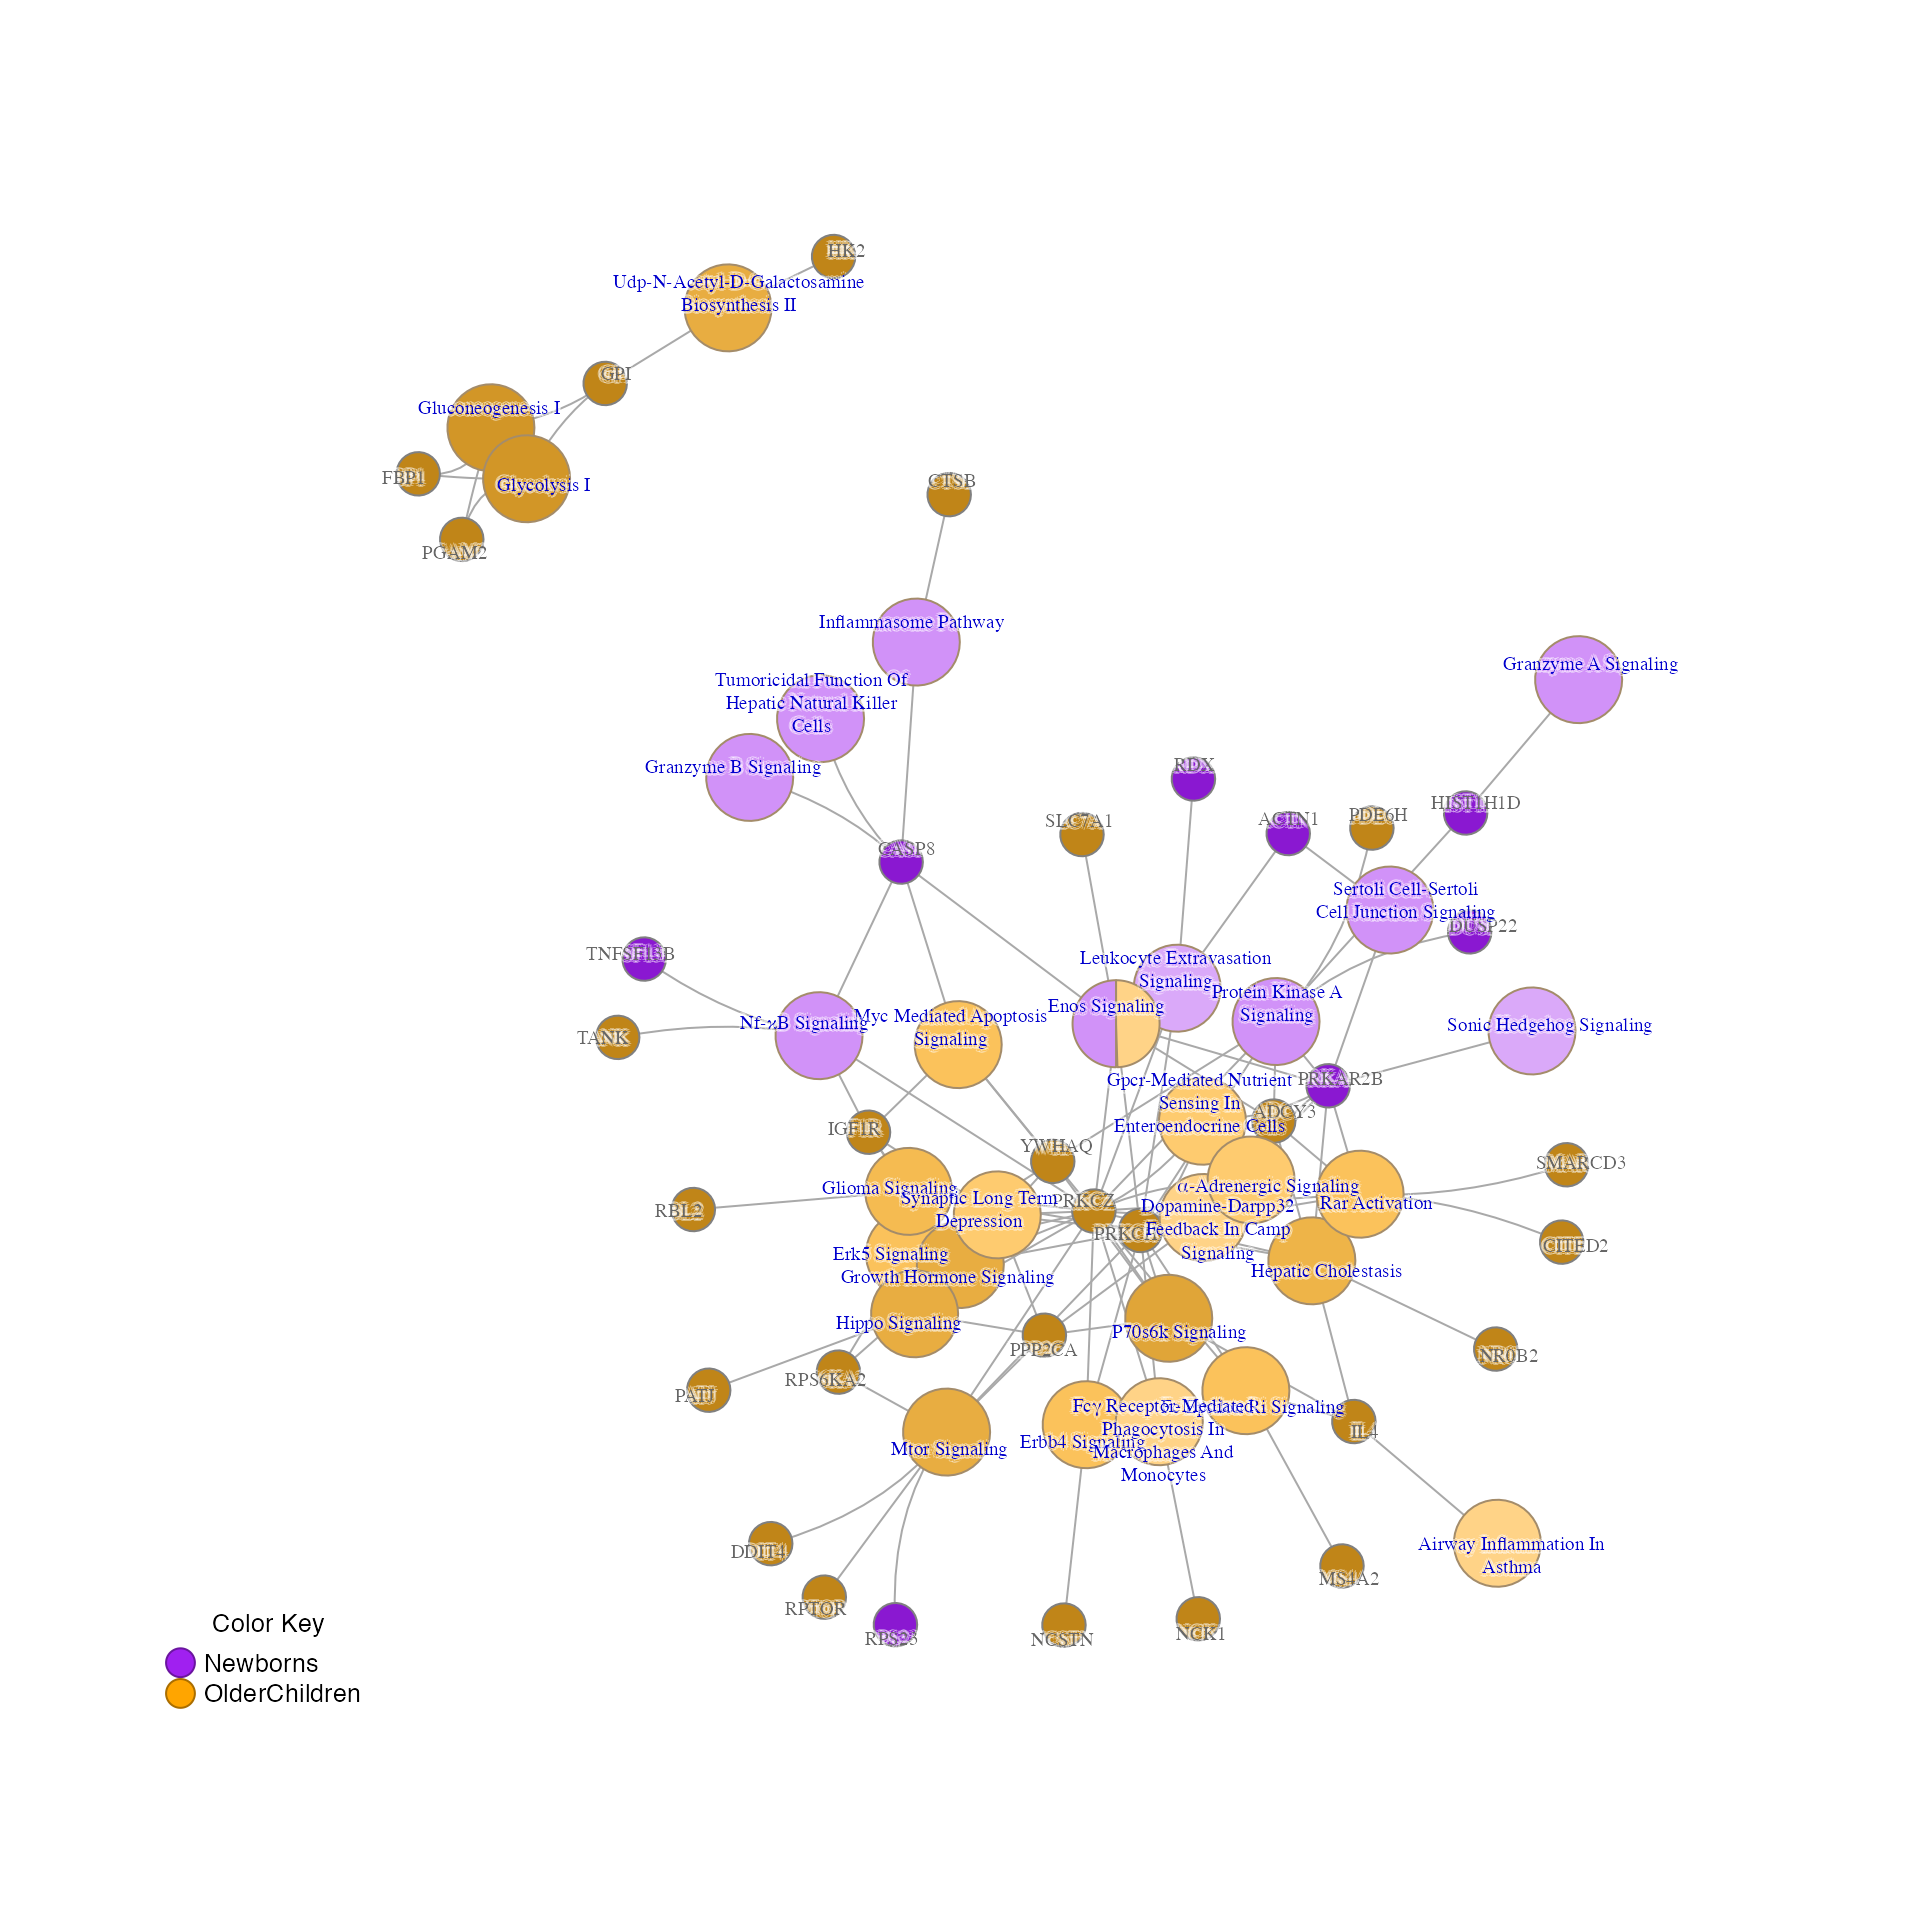 HK2
Udp-N-Acetyl-D-Galactosamine
Biosynthesis II
GPI
Gluconeogenesis I
FBP1
Glycolysis I
PGAM2
CTSB
Inflammasome Pathway
Tumoricidal Function Of
Hepatic Natural Killer
Cells
Granzyme A Signaling
Granzyme B Signaling
RDX
HIST1H1D
PDE6H
SLC7A1
ACTN1
CASP8
Sertoli Cell-Sertoli
Cell Junction Signaling
DUSP22
TNFSF13B
Leukocyte Extravasation
Signaling
Protein Kinase A
Signaling
Enos Signaling
Myc Mediated Apoptosis
Signaling
Nf-ϰB Signaling
TANK
Sonic Hedgehog Signaling
Gpcr-Mediated Nutrient
Sensing In
Enteroendocrine Cells
PRKAR2B
ADCY3
IGF1R
YWHAQ
SMARCD3
Glioma Signaling
Synaptic Long Term
Depression
PRKCZ
α-Adrenergic Signaling
Rar Activation
RBL2
Dopamine-Darpp32
Feedback In Camp
Signaling
CITED2
Erk5 Signaling
Growth Hormone Signaling
Hepatic Cholestasis
Hippo Signaling
P70s6k Signaling
PPP2CA
NR0B2
RPS6KA2
PATJ
Fcγ Receptor-Mediated
Phagocytosis In
Macrophages And
Monocytes
Ri Signaling
IL4
Erbb4 Signaling
Mtor Signaling
Airway Inflammation In
Asthma
DDIT4
MS4A2
RPTOR
RPS23
NCSTN
NCK1
Color Key
Newborns
OlderChildren